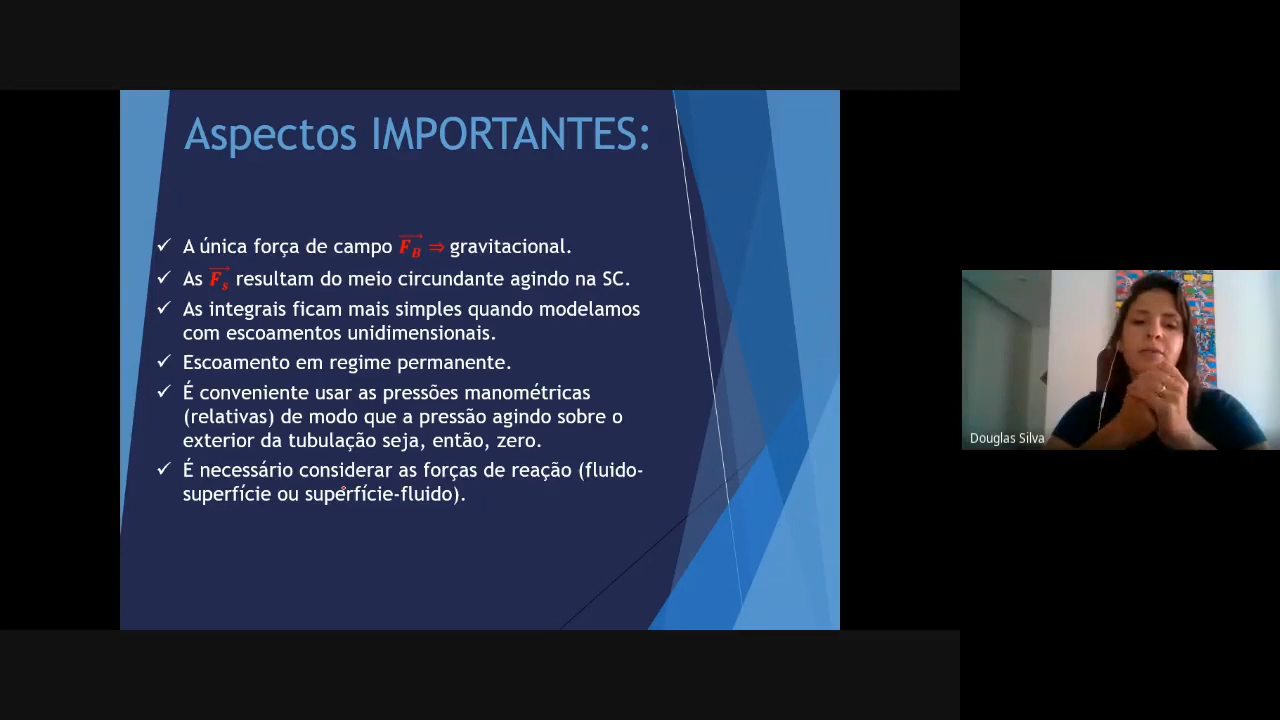 Aspectos IMPORTANTES:
✓ A única força de campo F_B ⇒ gravitacional.
✓ As F_s resultam do meio circundante agindo na SC.
✓ As integrais ficam mais simples quando modelamos
com escoamentos unidimensionais.
✓ Escoamento em regime permanente.
✓ É conveniente usar as pressões manométricas
(relativas) de modo que a pressão agindo sobre o
exterior da tubulação seja, então, zero.
✓ É necessário considerar as forças de reação (fluido-
superfície ou superfície-fluido).
Douglas Silva